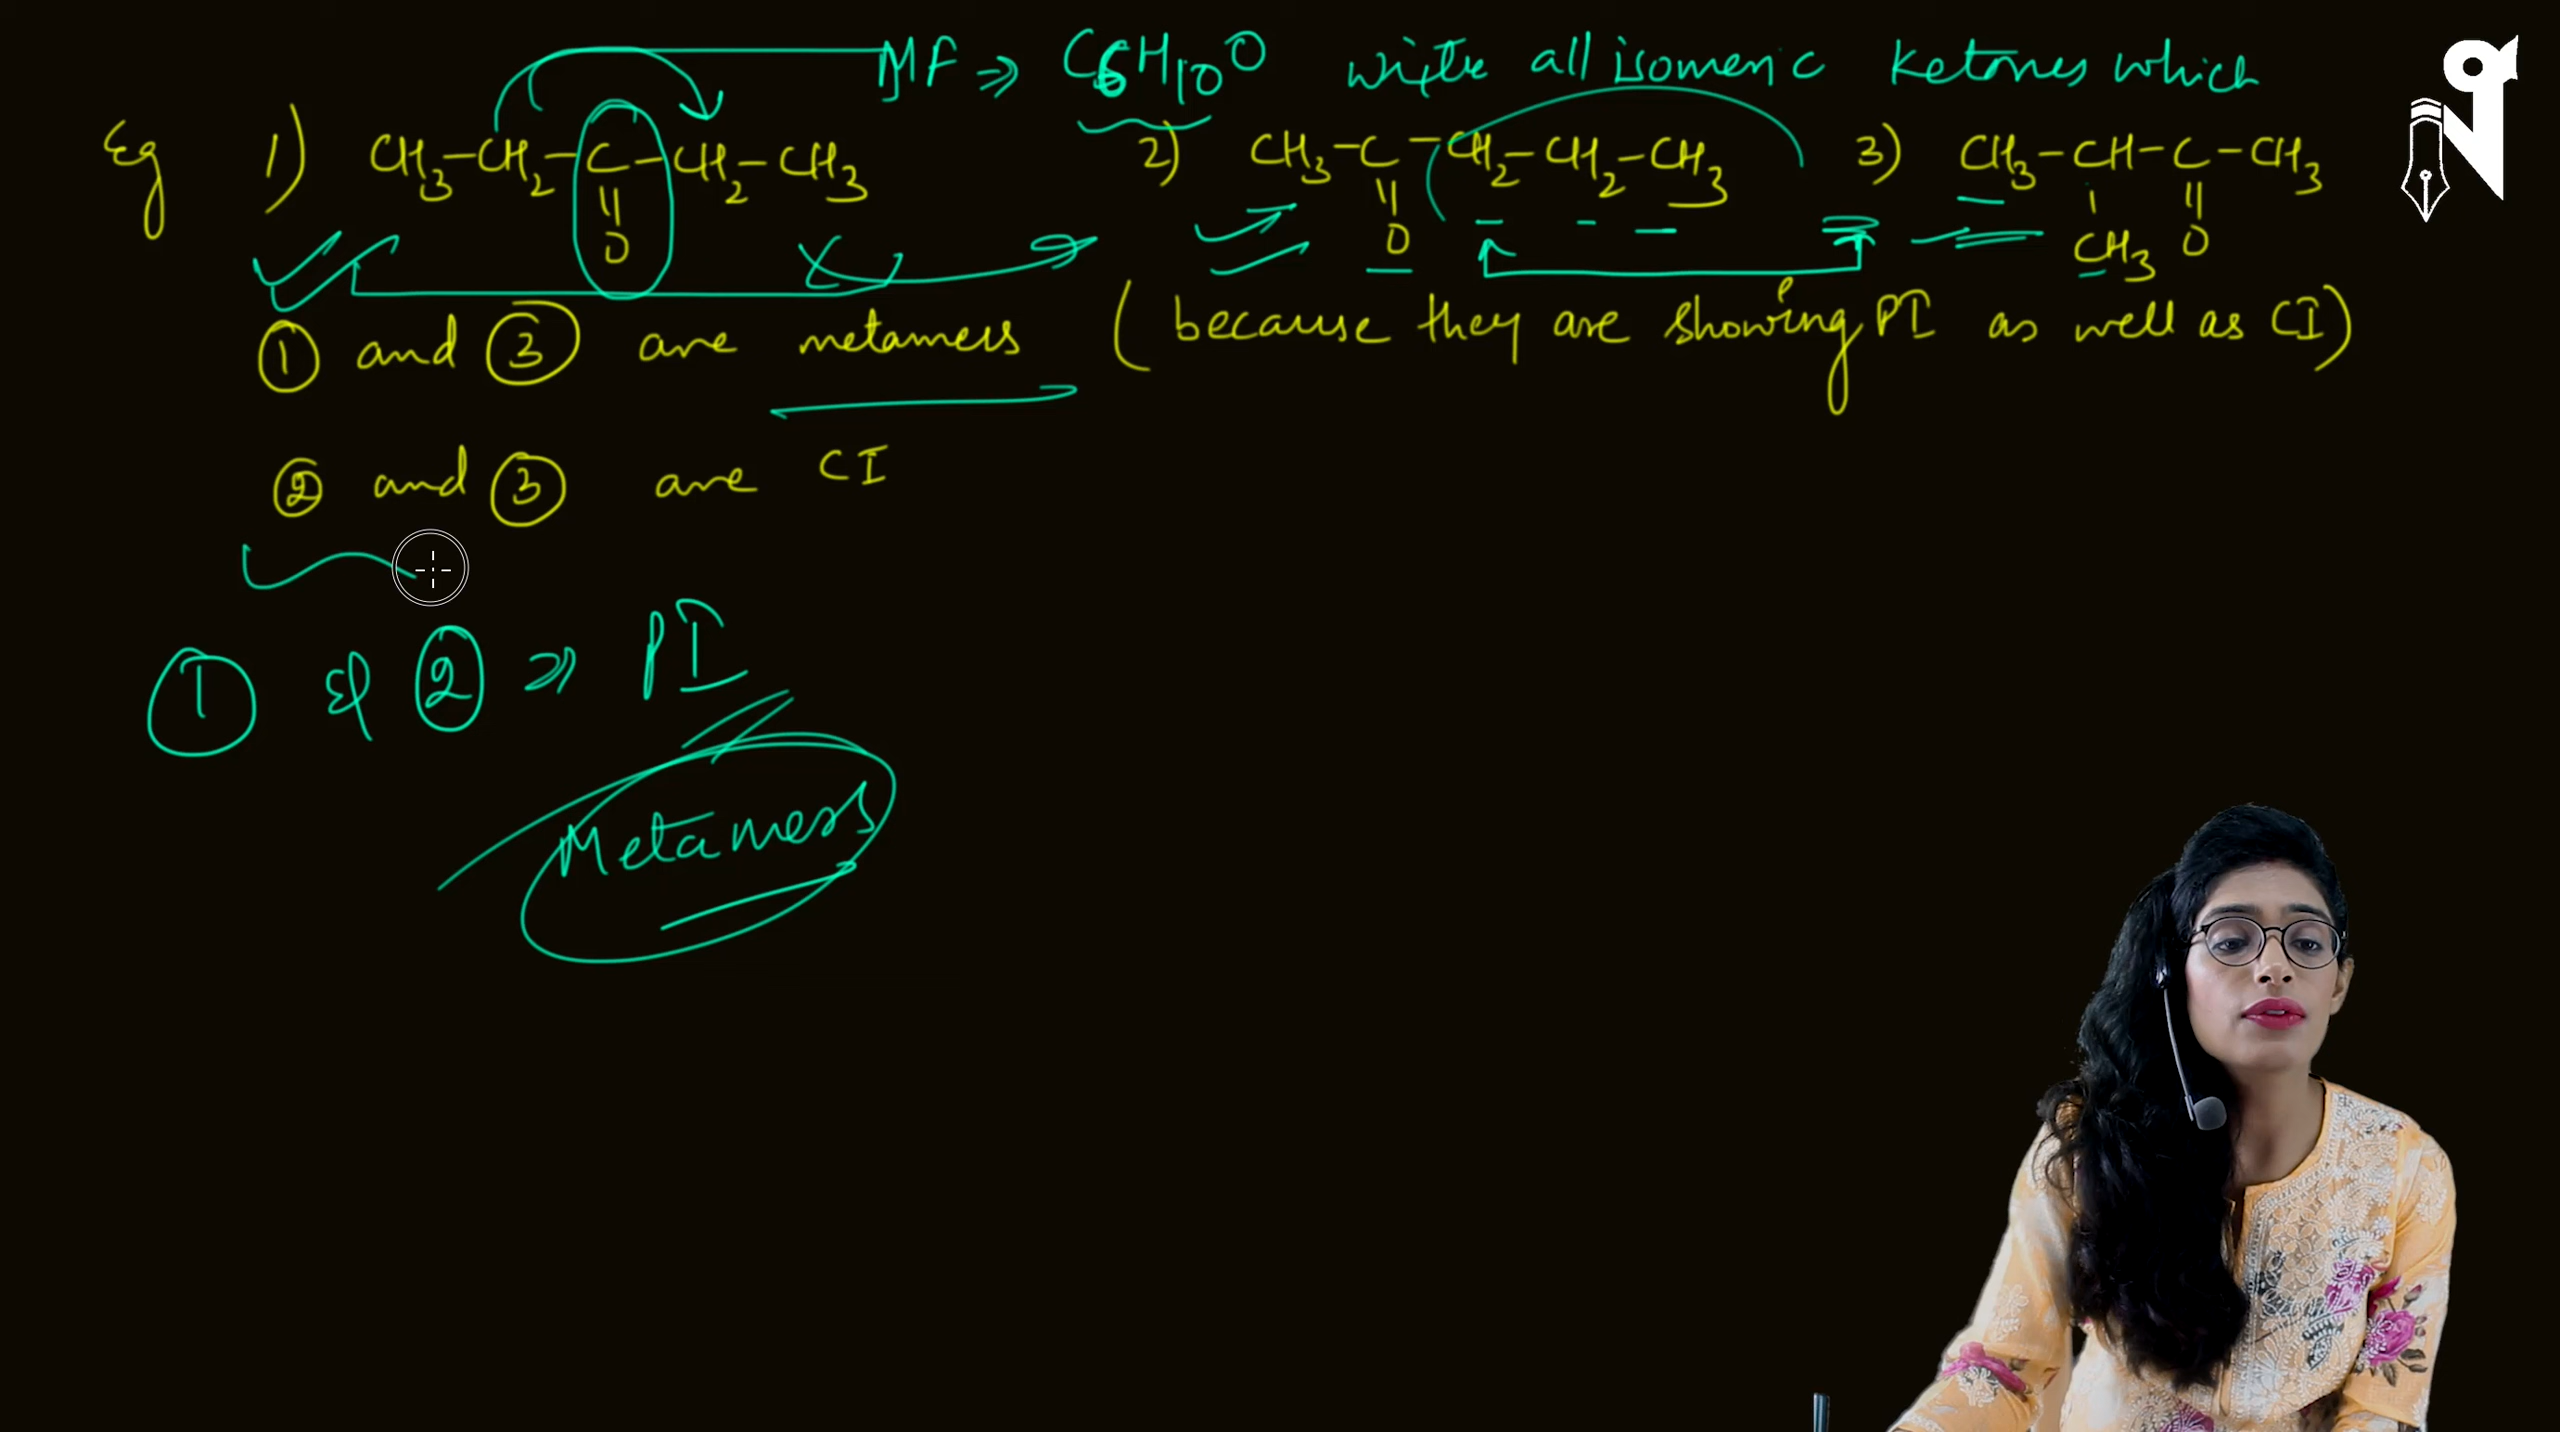 MF ⇒ C6H10O write all isomeric ketones which
Eg 1) CH3-CH2-C-CH2-CH3 2) CH3-C-CH2-CH2-CH3 3) CH3-CH-C-CH3
|| || | ||
O O CH3 O
① and ③ are metamers (because they are showing PI as well as CI)
② and ③ are CI
① & ② ⇒ PI
Metamers